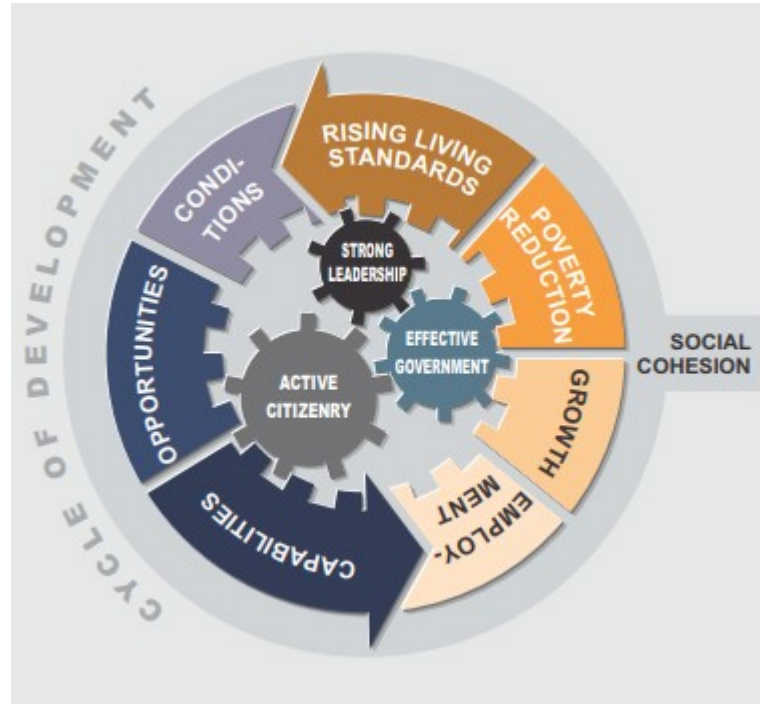 CYCLE OF DEVELOPMENT
RISING LIVING
STANDARDS
POVERTY
REDUCTION
GROWTH
EMPLOY-
MENT
CAPABILITIES
OPPORTUNITIES
CONDI-
TIONS
STRONG
LEADERSHIP
EFFECTIVE
GOVERNMENT
ACTIVE
CITIZENRY
SOCIAL
COHESION